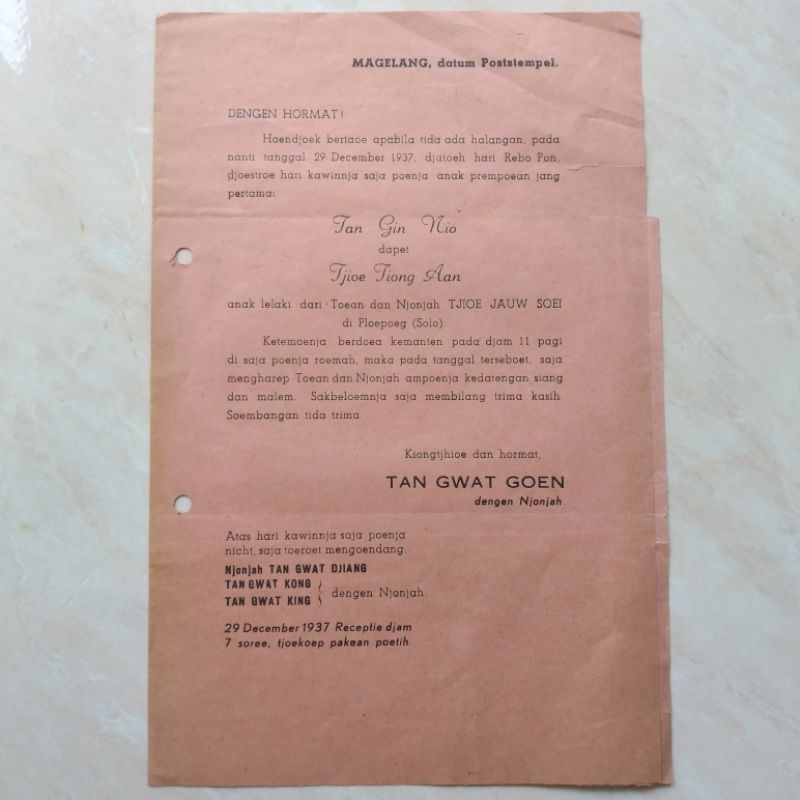 MAGELANG, datum Poststempel.
DENGEN HORMAT!
Hoendjoek bertaoe apabila tida ada halangan, pada
nanti tanggal 29 December 1937, djatoeh hari Rebo Pon,
djoestroe hari kawinnja saja poenja anak prempoean jang
pertama:
Tan Gin Nio
dapet
Tjioe Tiong Aan
anak lelaki dari Toean dan Njonjah TJIOE JAUW SOEI
di Ploepoeg (Solo).
Ketemoenja berdoea kemanten pada djam 11 pagi
di saja poenja roemah, maka pada tanggal terseboet, saja
mengharep Toean dan Njonjah ampoenja kedatengan siang
dan malem. Sakbeloemnja saja membilang trima kasih.
Soembangan tida trima.
Kiongtjhioe dan hormat,
TAN GWAT GOEN
dengen Njonjah
Atas hari kawinnja saja poenja
nicht, saja toeroet mengoendang.
Njonjah TAN GWAT DJIANG
TAN GWAT KONG
TAN GWAT KING } dengen Njonjah.
29 December 1937 Receptie djam
7 soree, tjoekoep pakean poetih